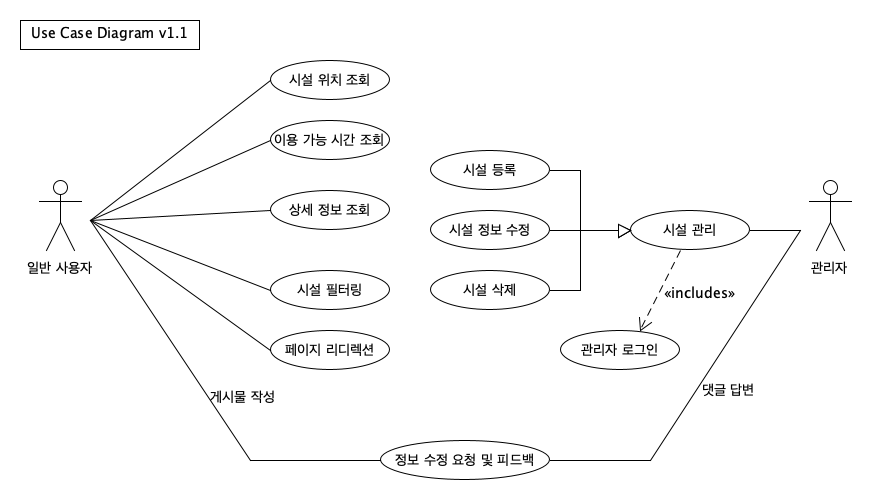 Use Case Diagram v1.1
시설 위치 조회
이용 가능 시간 조회
시설 등록
상세 정보 조회
시설 정보 수정
시설 관리
일반 사용자
관리자
시설 필터링
시설 삭제
«includes»
페이지 리디렉션
관리자 로그인
게시물 작성
댓글 답변
정보 수정 요청 및 피드백